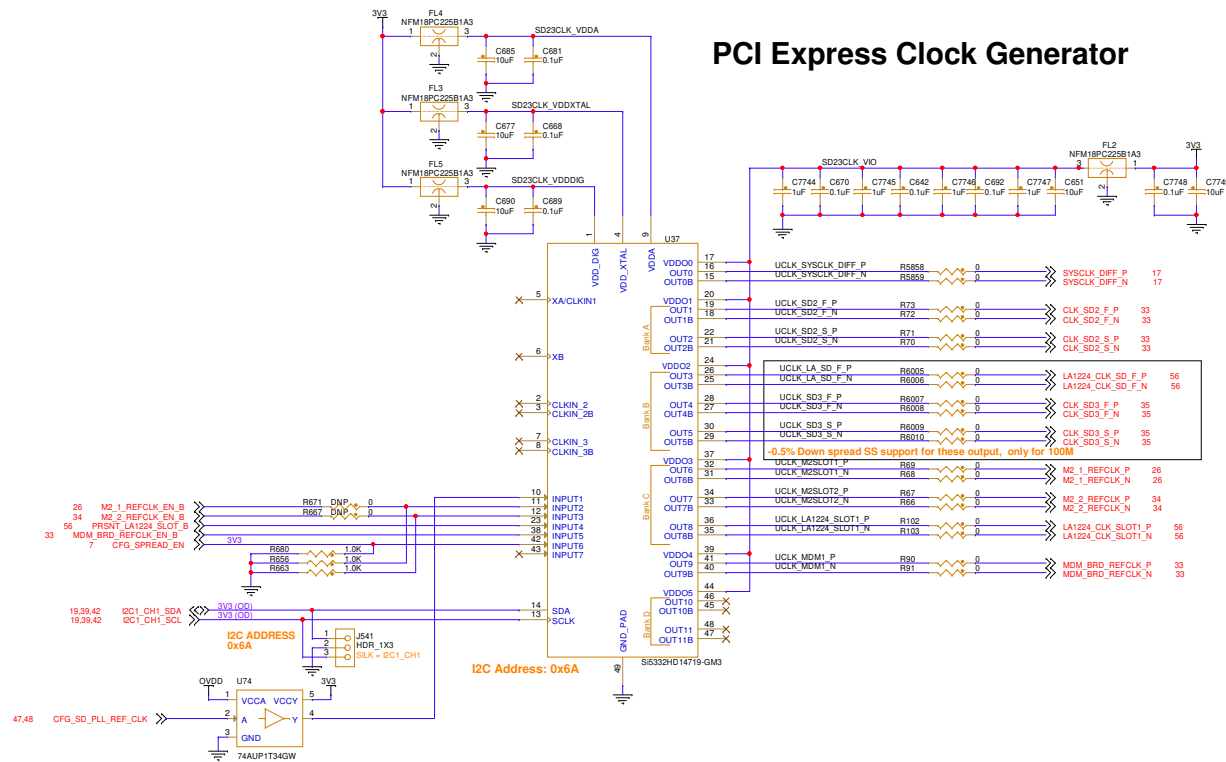 PCI Express Clock Generator
3V3
FL4
NFM18PC225B1A3
1
3
2
SD23CLK_VDDA
C685
10uF
C681
0.1uF
FL3
NFM18PC225B1A3
1
3
2
SD23CLK_VDDXTAL
C677
10uF
C668
0.1uF
FL5
NFM18PC225B1A3
1
3
2
SD23CLK_VDDDIG
C690
10uF
C689
0.1uF
SD23CLK_VIO
FL2
NFM18PC225B1A3
3
1
2
3V3
C7744
1uF
C670
0.1uF
C7745
1uF
C642
0.1uF
C7746
1uF
C692
0.1uF
C7747
1uF
C651
10uF
C7748
0.1uF
10uF
U37
1 VDD_DIG
4 VDD_XTAL
9 VDDA
5 XA/CLKIN1
6 XB
2 CLKIN_2
3 CLKIN_2B
7 CLKIN_3
8 CLKIN_3B
10 INPUT1
11 INPUT2
12 INPUT3
23 INPUT4
38 INPUT5
42 INPUT6
43 INPUT7
14 SDA
13 SCLK
GND_PAD
49
Si5332HD14719-GM3
VDDO0 17
OUT0 16 UCLK_SYSCLK_DIFF_P R5858 0 SYSCLK_DIFF_P 17
OUT0B 15 UCLK_SYSCLK_DIFF_N R5859 0 SYSCLK_DIFF_N 17
VDDO1 20
Bank A
OUT1 19 UCLK_SD2_F_P R73 0 CLK_SD2_F_P 33
OUT1B 18 UCLK_SD2_F_N R72 0 CLK_SD2_F_N 33
OUT2 22 UCLK_SD2_S_P R71 0 CLK_SD2_S_P 33
OUT2B 21 UCLK_SD2_S_N R70 0 CLK_SD2_S_N 33
VDDO2 24
Bank B
OUT3 26 UCLK_LA_SD_F_P R6005 0 LA1224_CLK_SD_F_P 56
OUT3B 25 UCLK_LA_SD_F_N R6006 0 LA1224_CLK_SD_F_N 56
OUT4 28 UCLK_SD3_F_P R6007 0 CLK_SD3_F_P 35
OUT4B 27 UCLK_SD3_F_N R6008 0 CLK_SD3_F_N 35
OUT5 30 UCLK_SD3_S_P R6009 0 CLK_SD3_S_P 35
OUT5B 29 UCLK_SD3_S_N R6010 0 CLK_SD3_S_N 35
-0.5% Down spread SS support for these output, only for 100M
VDDO3 37
Bank C
OUT6 32 UCLK_M2SLOT1_P R69 0 M2_1_REFCLK_P 26
OUT6B 31 UCLK_M2SLOT1_N R68 0 M2_1_REFCLK_N 26
OUT7 34 UCLK_M2SLOT2_P R67 0 M2_2_REFCLK_P 34
OUT7B 33 UCLK_M2SLOT2_N R66 0 M2_2_REFCLK_N 34
OUT8 36 UCLK_LA1224_SLOT1_P R102 0 LA1224_CLK_SLOT1_P 56
OUT8B 35 UCLK_LA1224_SLOT1_N R103 0 LA1224_CLK_SLOT1_N 56
VDDO4 39
OUT9 41 UCLK_MDM1_P R90 0 MDM_BRD_REFCLK_P 33
OUT9B 40 UCLK_MDM1_N R91 0 MDM_BRD_REFCLK_N 33
VDDO5 44
Bank D
OUT10 46
OUT10B 45
OUT11 48
OUT11B 47
26 M2_1_REFCLK_EN_B R671 DNP 0
34 M2_2_REFCLK_EN_B R667 DNP 0
56 PRSNT_LA1224_SLOT_B
33 MDM_BRD_REFCLK_EN_B
7 CFG_SPREAD_EN 3V3
R680 1.0K
R656 1.0K
R663 1.0K
19,39,42 I2C1_CH1_SDA 3V3 (OD)
19,39,42 I2C1_CH1_SCL 3V3 (OD)
I2C ADDRESS
0x6A
1
2
3
J541
HDR_1X3
SILK = I2C1_CH1
I2C Address: 0x6A
OVDD
U74
3V3
1 VCCA VCCY 5
2 A Y 4
3 GND
74AUP1T34GW
47,48 CFG_SD_PLL_REF_CLK